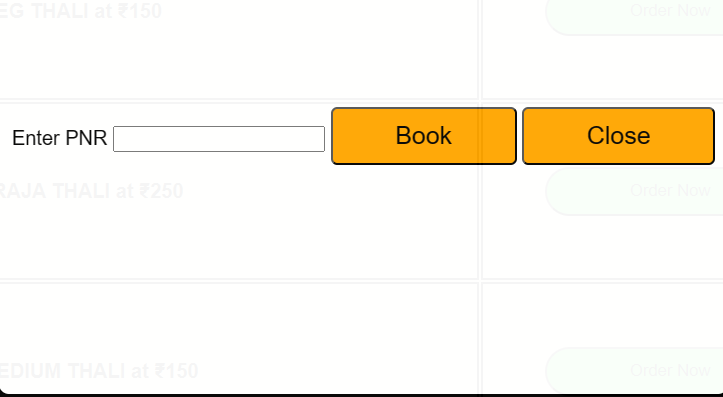 EG THALI at ₹150
Order Now
Enter PNR
Book
Close
RAJA THALI at ₹250
Order Now
EDIUM THALI at ₹150
Order Now